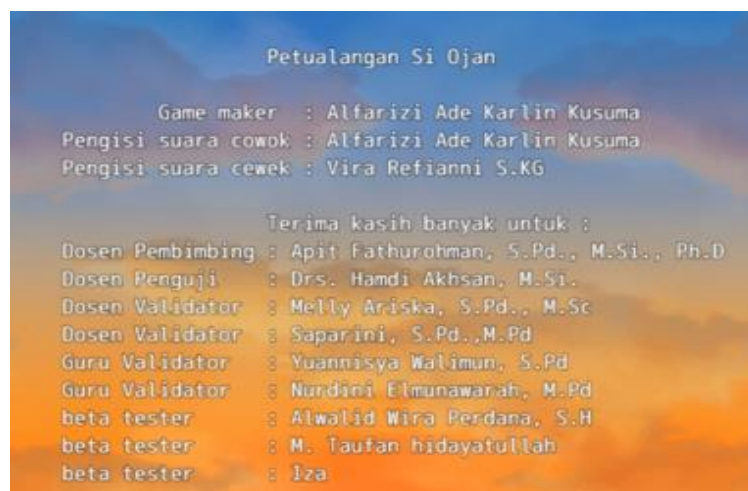 Petualangan Si Ojan
Game maker : Alfarizi Ade Karlin Kusuma
Pengisi suara cowok : Alfarizi Ade Karlin Kusuma
Pengisi suara cewek : Vira Refianni S.KG
Terima kasih banyak untuk :
Dosen Pembimbing : Apit Fathurohman, S.Pd., M.Si., Ph.D
Dosen Penguji : Drs. Hamdi Akhsan, M.Si.
Dosen Validator : Melly Ariska, S.Pd., M.Sc
Dosen Validator : Saparini, S.Pd.,M.Pd
Guru Validator : Yuannisya Walimun, S.Pd
Guru Validator : Nurdini Elmunawarah, M.Pd
beta tester : Alwalid Wira Perdana, S.H
beta tester : M. Taufan hidayatullah
beta tester : Iza